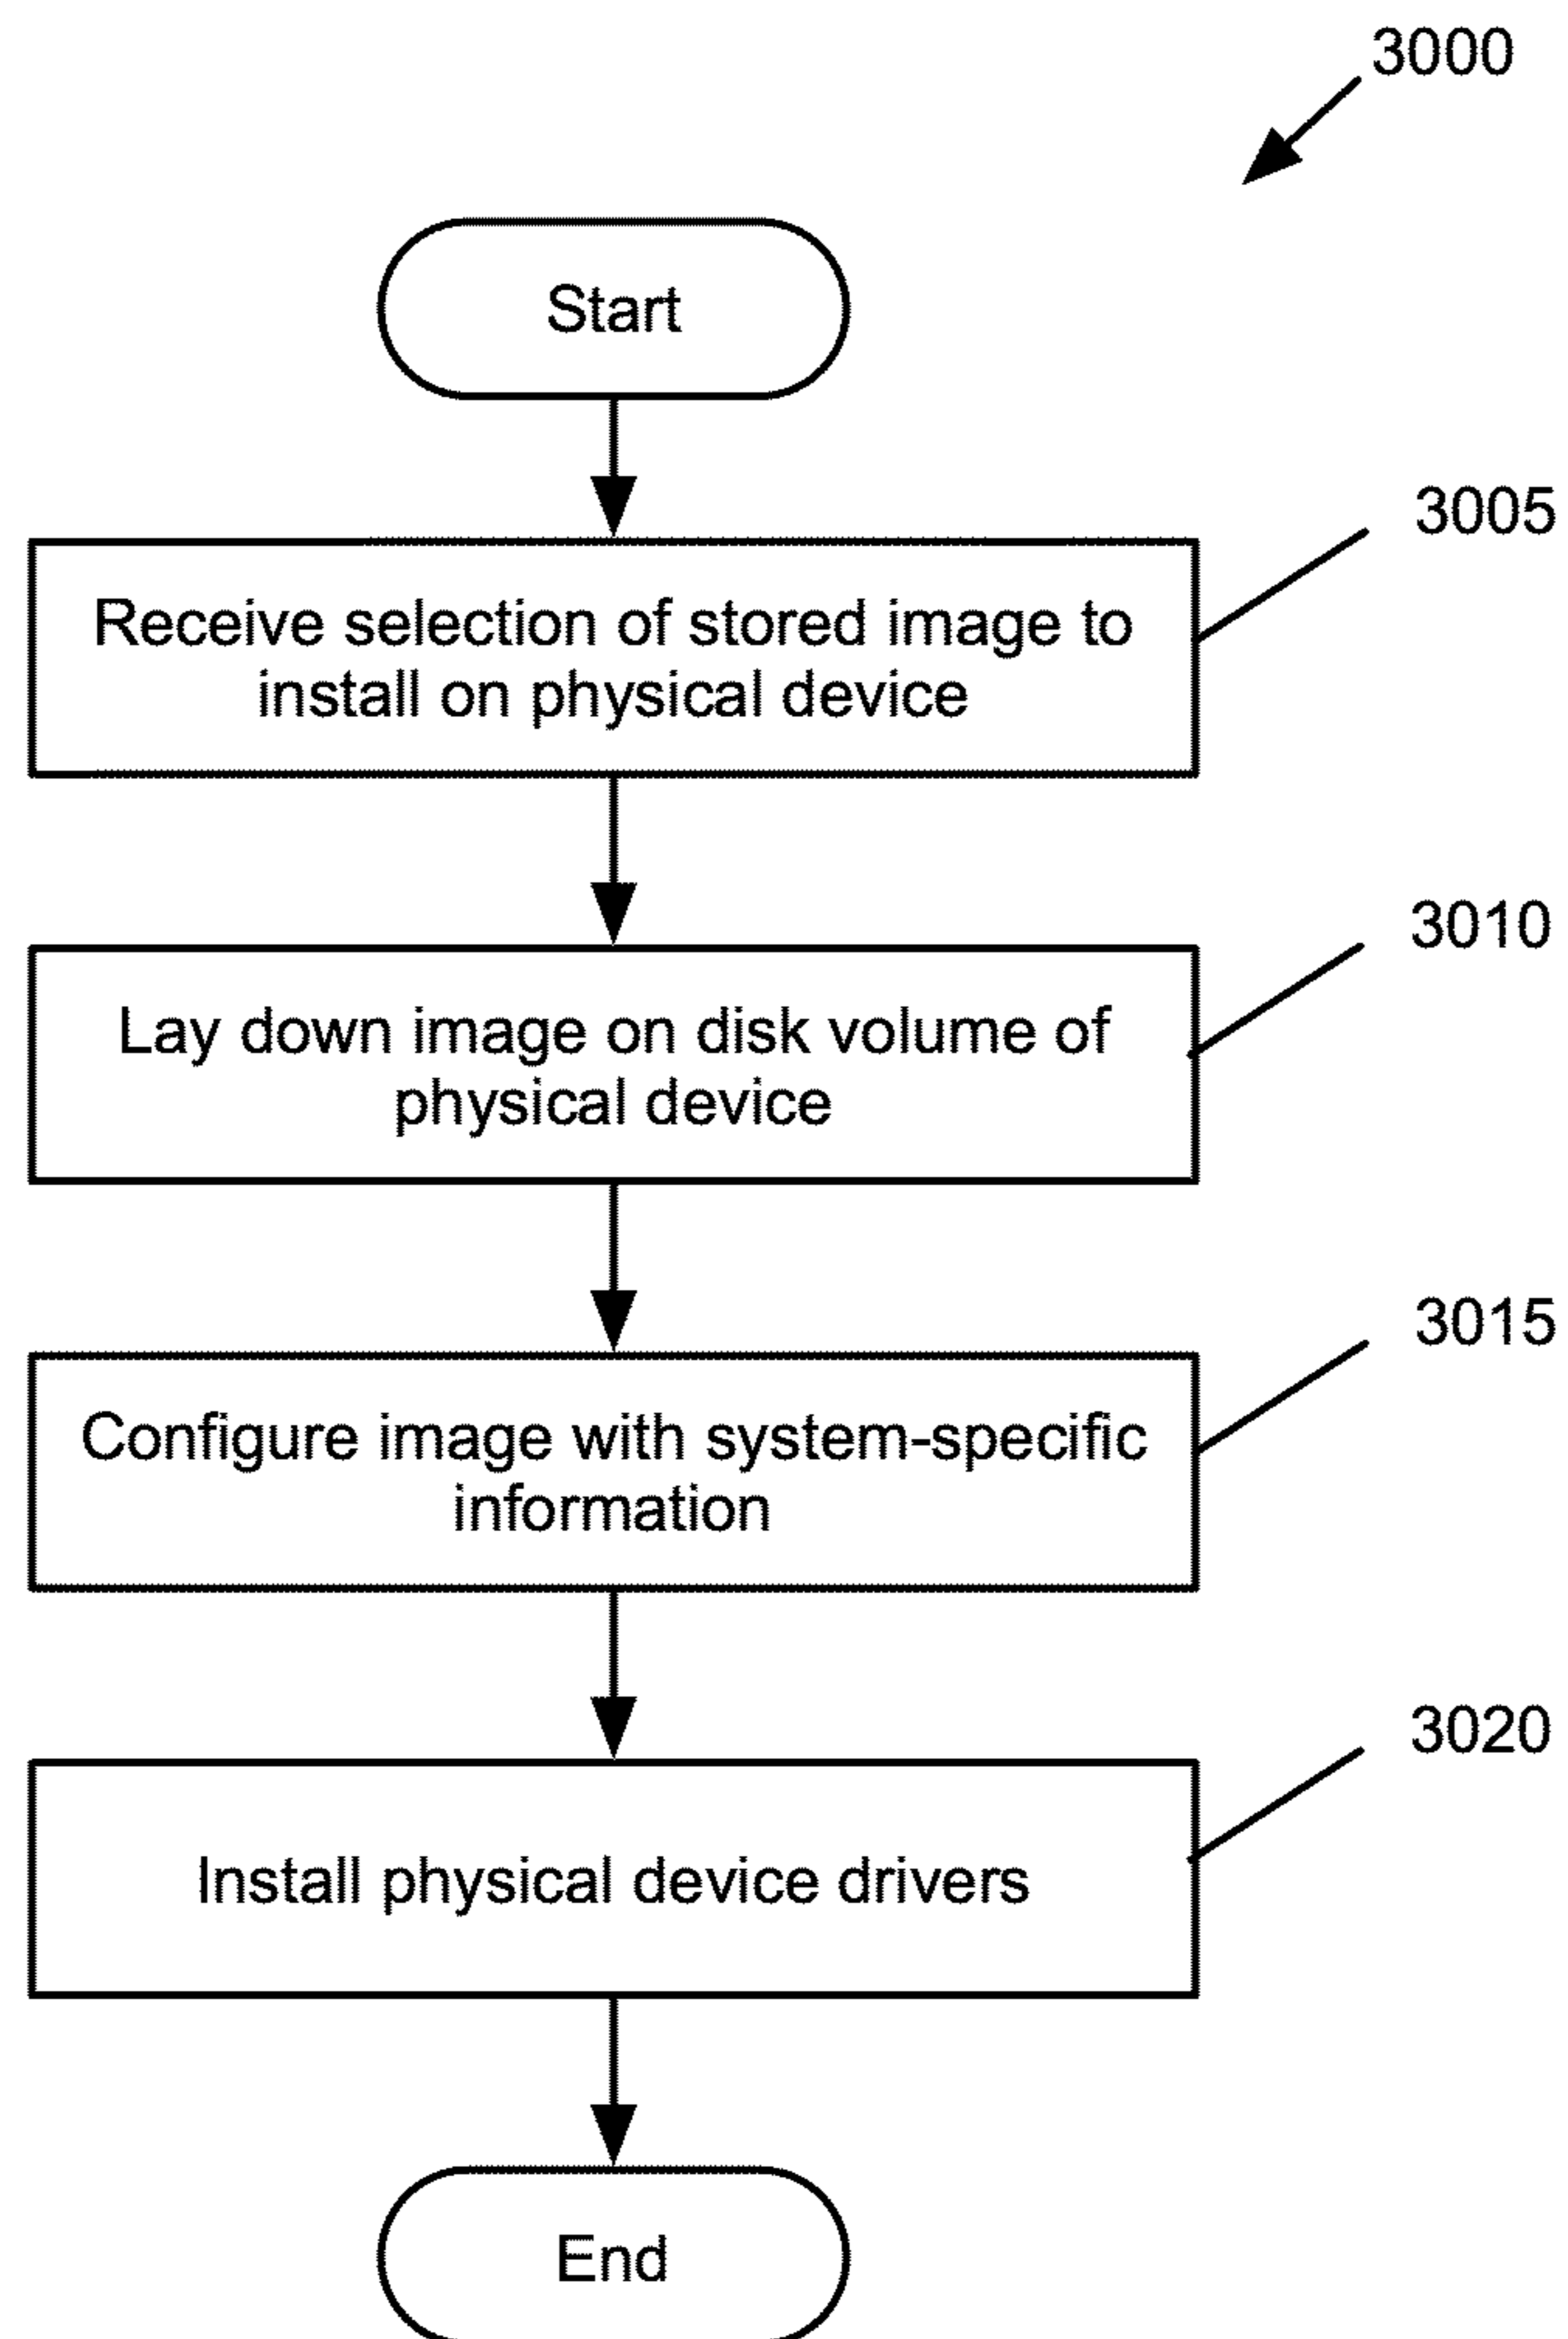 3000
Start
3005
Receive selection of stored image to
install on physical device
3010
Lay down image on disk volume of
physical device
3015
Configure image with system-specific
information
3020
Install physical device drivers
End